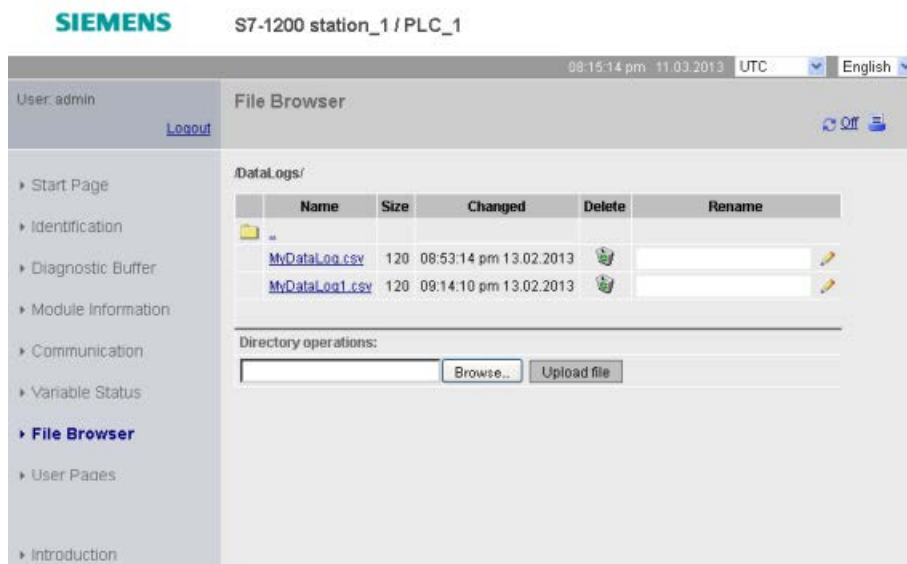 SIEMENS
S7-1200 station_1 / PLC_1
08:15:14 pm 11.03.2013 UTC English
User: admin
Logout
File Browser
Off
Start Page
Identification
Diagnostic Buffer
Module Information
Communication
Variable Status
File Browser
User Pages
Introduction
/DataLogs/
Name Size Changed Delete Rename
..
MyDataLog.csv 120 08:53:14 pm 13.02.2013
MyDataLog1.csv 120 09:14:10 pm 13.02.2013
Directory operations:
Browse.. Upload file